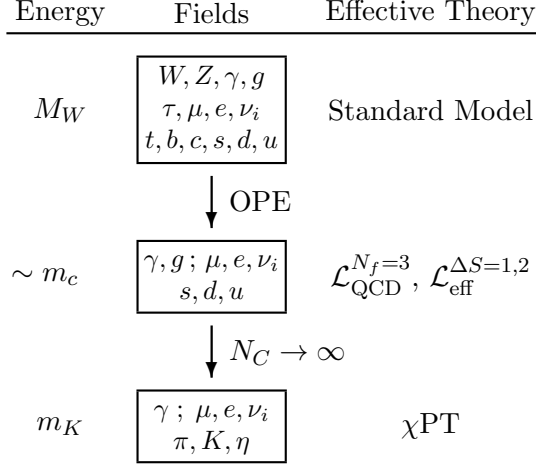 Energy Fields Effective Theory
W, Z, γ, g
M_W τ, μ, e, ν_i Standard Model
t, b, c, s, d, u
OPE
γ, g ; μ, e, ν_i
∼ m_c s, d, u ℒ_QCD^{N_f=3}, ℒ_eff^{ΔS=1,2}
N_C → ∞
γ ; μ, e, ν_i
m_K π, K, η χPT